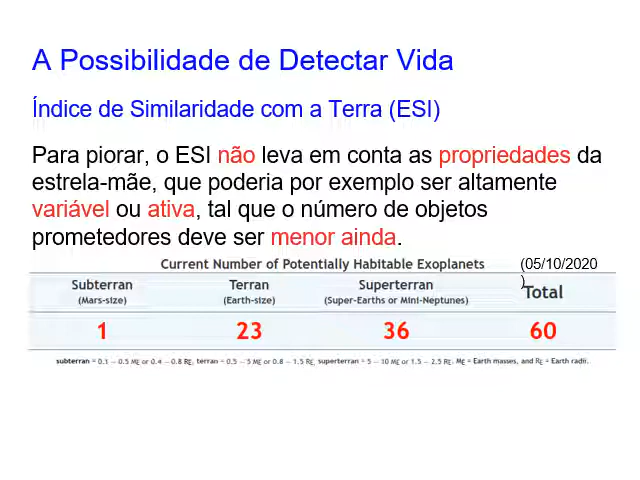 A Possibilidade de Detectar Vida
Índice de Similaridade com a Terra (ESI)
Para piorar, o ESI não leva em conta as propriedades da
estrela-mãe, que poderia por exemplo ser altamente
variável ou ativa, tal que o número de objetos
prometedores deve ser menor ainda.
Current Number of Potentially Habitable Exoplanets
(05/10/2020
)
Subterran Terran Superterran Total
(Mars-size) (Earth-size) (Super-Earths or Mini-Neptunes)
1 23 36 60
subterran = 0.1 — 0.5 ME or 0.4 — 0.8 RE, terran = 0.5 — 5 ME or 0.8 — 1.5 RE, superterran = 5 — 10 ME or 1.5 — 2.5 RE. ME = Earth masses, and RE = Earth radii.